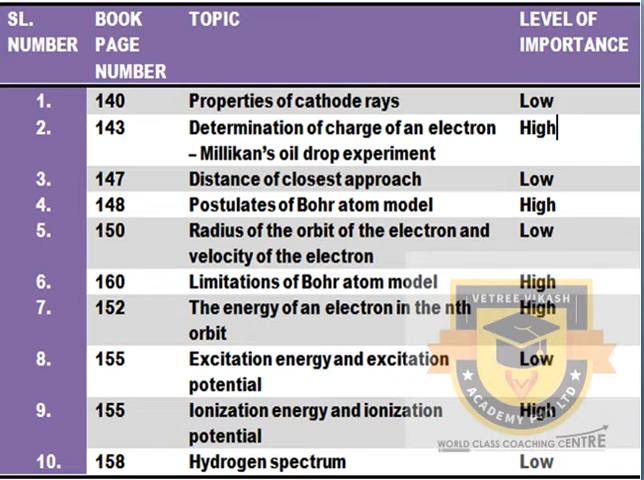 SL. NUMBER BOOK PAGE NUMBER TOPIC LEVEL OF IMPORTANCE
1. 140 Properties of cathode rays Low
2. 143 Determination of charge of an electron High
– Millikan's oil drop experiment
3. 147 Distance of closest approach Low
4. 148 Postulates of Bohr atom model High
5. 150 Radius of the orbit of the electron and Low
velocity of the electron
6. 160 Limitations of Bohr atom model High
7. 152 The energy of an electron in the nth High
orbit
8. 155 Excitation energy and excitation Low
potential
9. 155 Ionization energy and ionization High
potential
10. 158 Hydrogen spectrum Low
VETREE VIKASH
ACADEMY PVT LTD
WORLD CLASS COACHING CENTRE